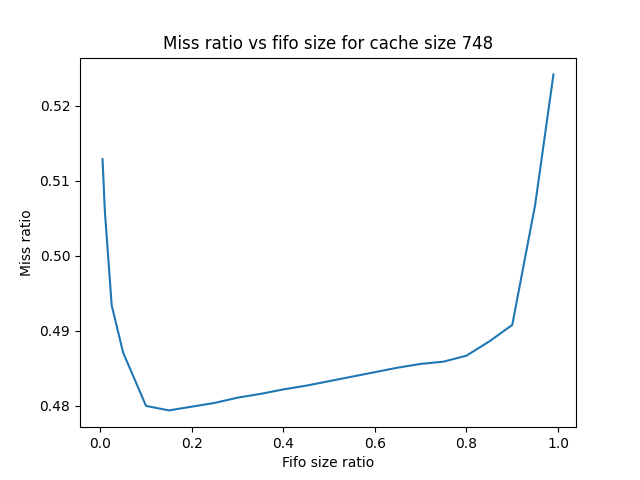 Miss ratio vs fifo size for cache size 748
0.52
0.51
0.50
0.49
0.48
Miss ratio
0.0 0.2 0.4 0.6 0.8 1.0
Fifo size ratio